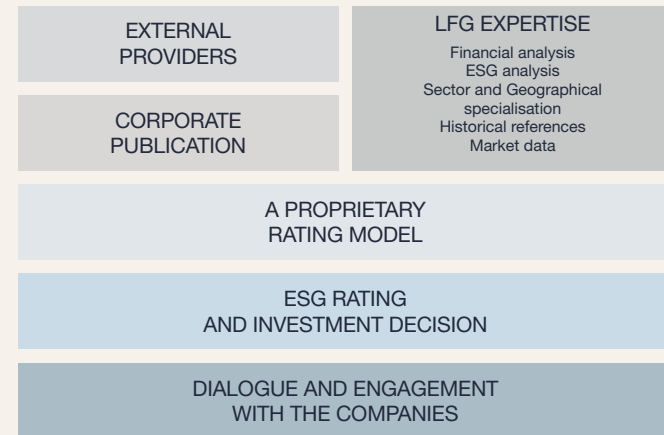 EXTERNAL
PROVIDERS
CORPORATE
PUBLICATION
LFG EXPERTISE
Financial analysis
ESG analysis
Sector and Geographical
specialisation
Historical references
Market data
A PROPRIETARY
RATING MODEL
ESG RATING
AND INVESTMENT DECISION
DIALOGUE AND ENGAGEMENT
WITH THE COMPANIES